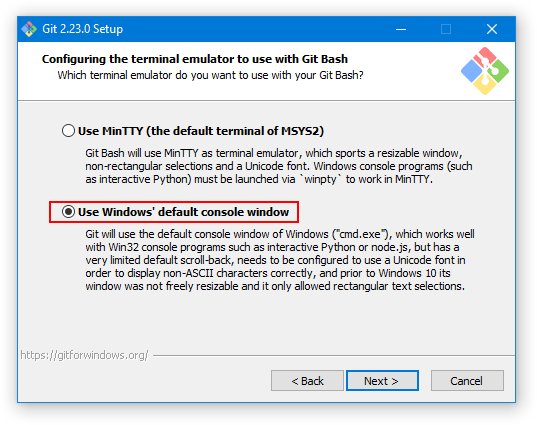 Git 2.23.0 Setup
Configuring the terminal emulator to use with Git Bash
Which terminal emulator do you want to use with your Git Bash?
Use MinTTY (the default terminal of MSYS2)
Git Bash will use MinTTY as terminal emulator, which sports a resizable window,
non-rectangular selections and a Unicode font. Windows console programs (such
as interactive Python) must be launched via `winpty` to work in MinTTY.
Use Windows' default console window
Git will use the default console window of Windows ("cmd.exe"), which works well
with Win32 console programs such as interactive Python or node.js, but has a
very limited default scroll-back, needs to be configured to use a Unicode font in
order to display non-ASCII characters correctly, and prior to Windows 10 its
window was not freely resizable and it only allowed rectangular text selections.
https://gitforwindows.org/
< Back
Next >
Cancel